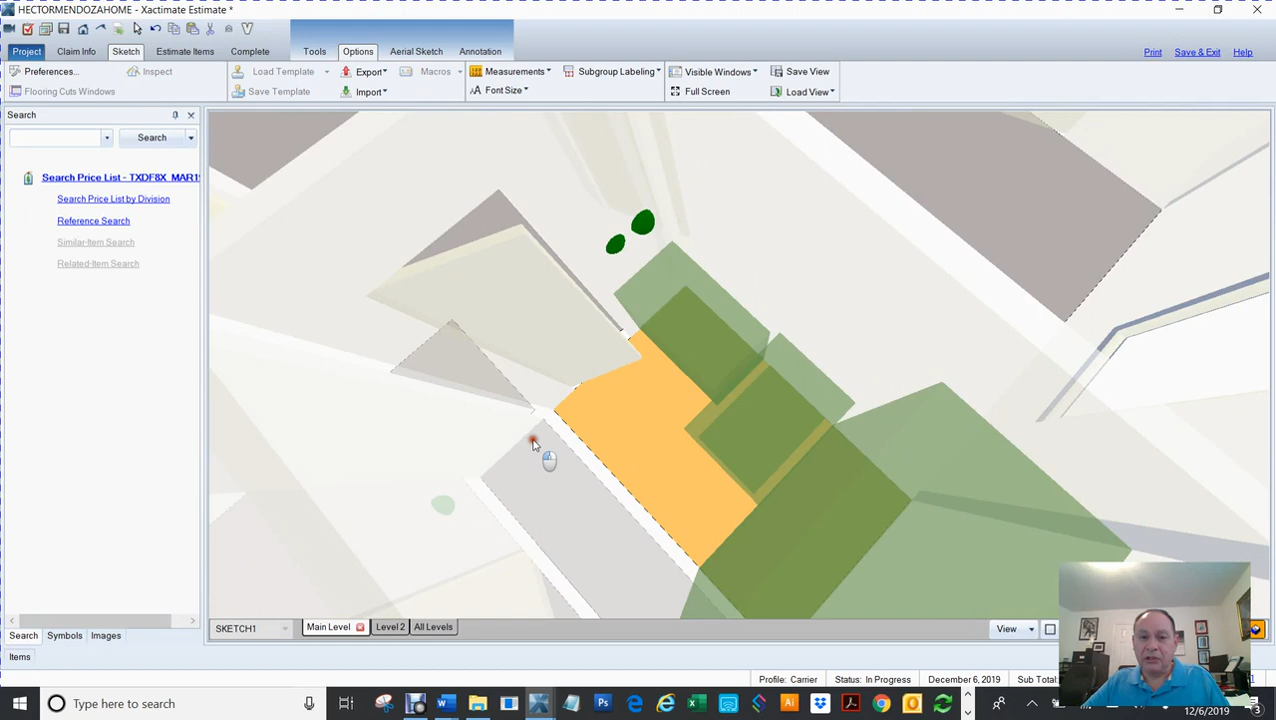 HECTORMENDOZAHOME - Xactimate Estimate *
Project
Claim Info
Sketch
Estimate Items
Complete
Tools
Options
Aerial Sketch
Annotation
Print
Save & Exit
Help
Preferences...
Inspect
Load Template
Export
Macros
Measurements
Subgroup Labeling
Visible Windows
Save View
Flooring Cuts Windows
Save Template
Import
Font Size
Full Screen
Load View
Search
Search
Search Price List - TXDF8X_MAR1
Search Price List by Division
Reference Search
Similar-Item Search
Related-Item Search
SKETCH1
Main Level
Level 2
All Levels
View
Search
Symbols
Images
Items
Profile: Carrier
Status: In Progress
December 6, 2019
Sub Total
Type here to search
12/6/2019